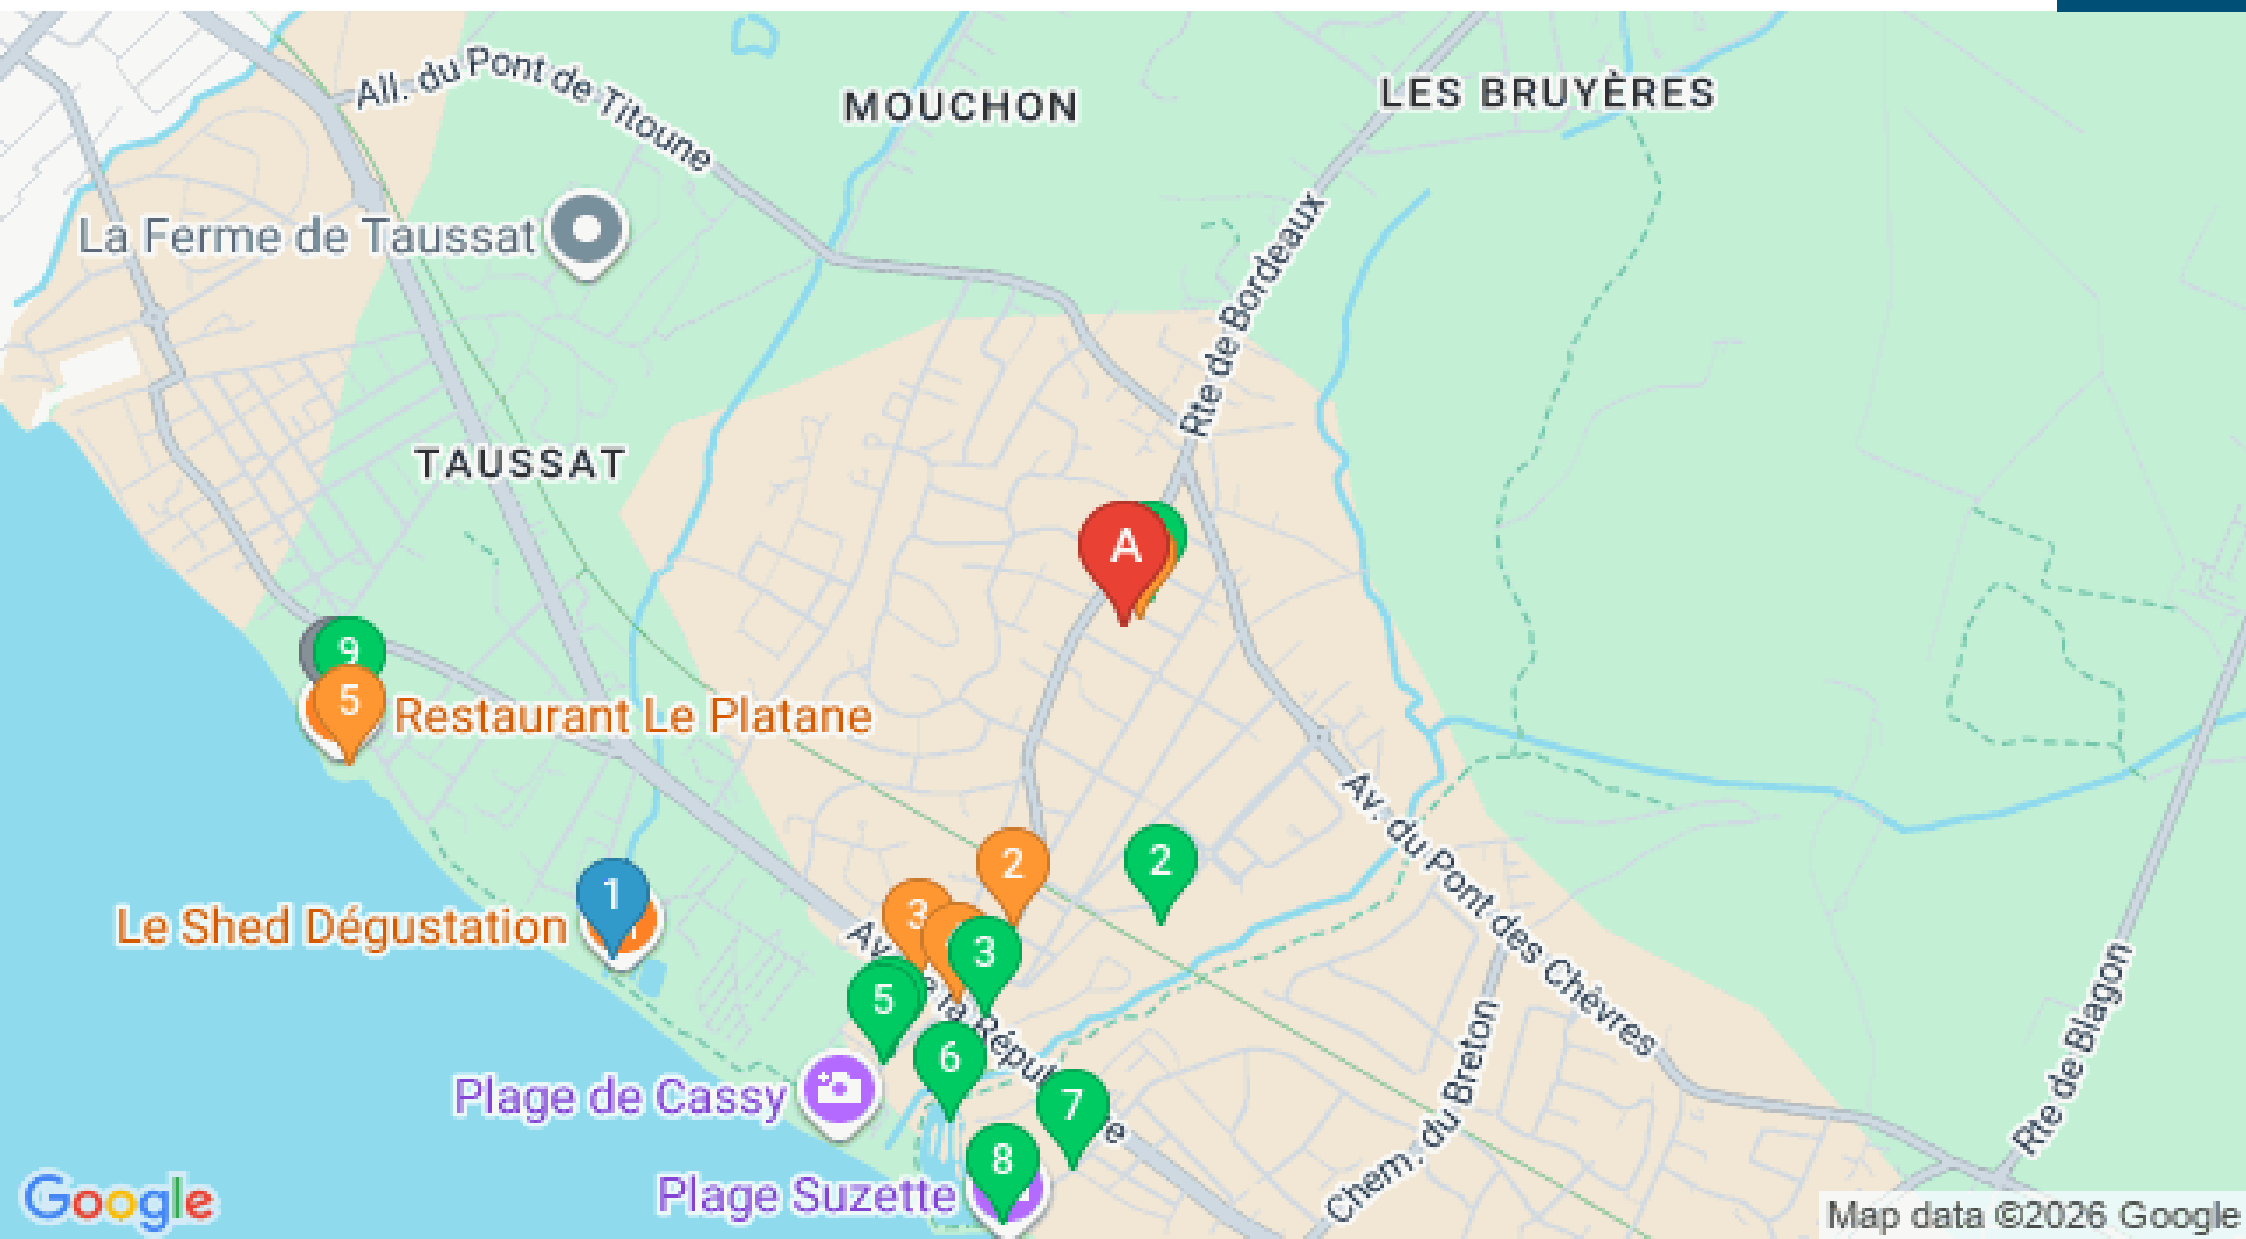 All. du Pont de Titoune
MOUCHON
LES BRUYÈRES
La Ferme de Taussat
Rte de Bordeaux
TAUSSAT
A
9
5
Restaurant Le Platane
Av. du Pont des Chèvres
2
2
1
3
Le Shed Dégustation
3
5
6
7
Plage de Cassy
8
Plage Suzette
Chem. du Breton
Rte de Blagon
Google
Map data ©2026 Google